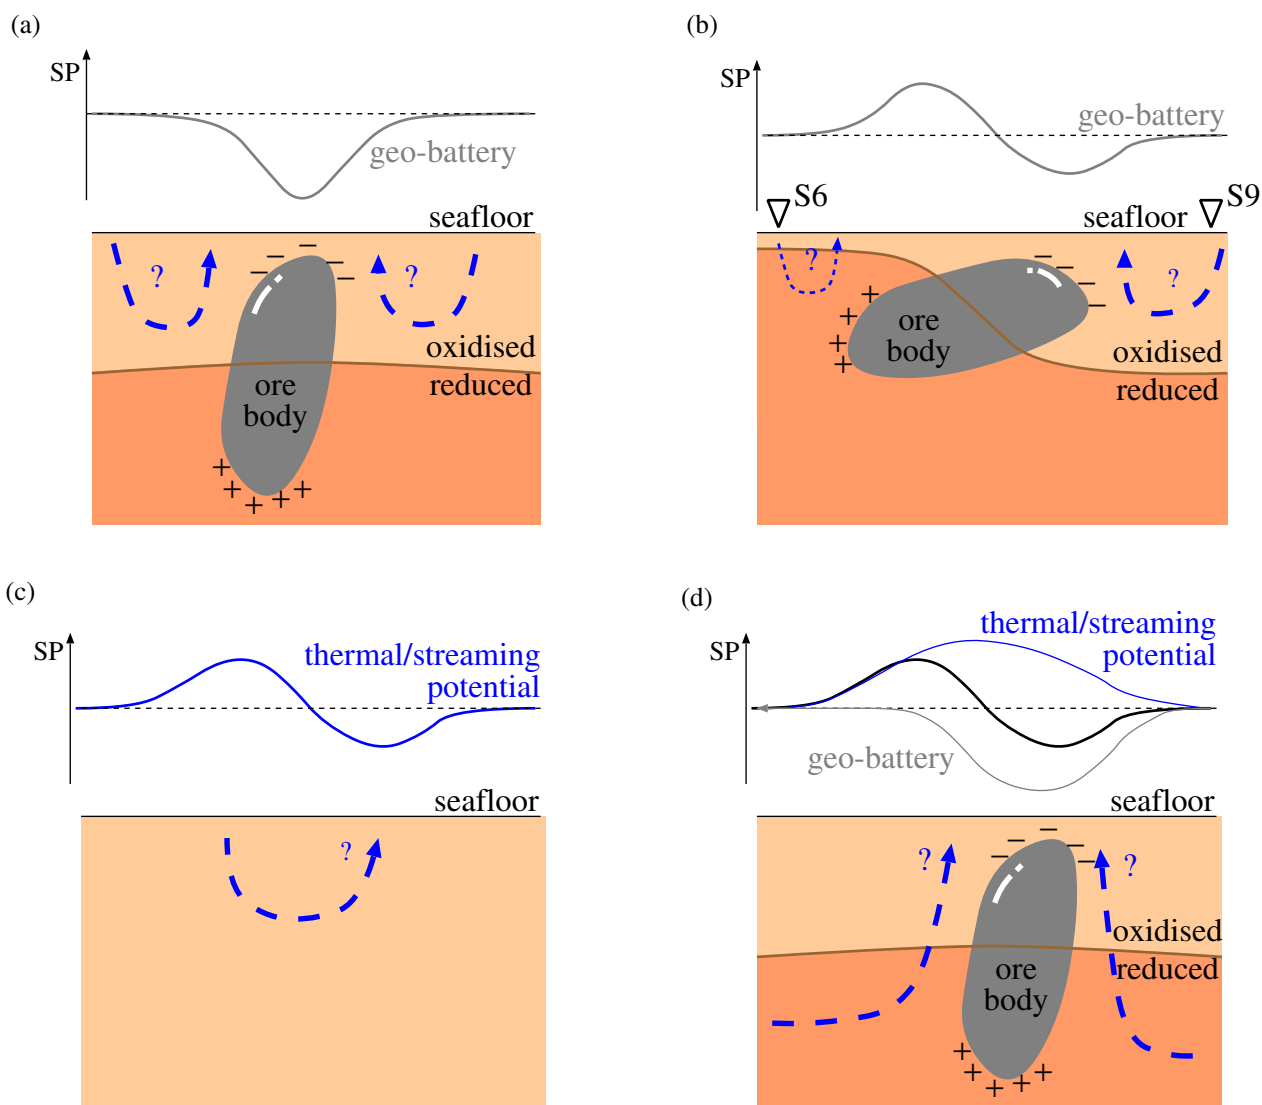 (a)
SP
geo-battery
seafloor
?
?
oxidised
reduced
ore
body
(b)
SP
geo-battery
S6
S9
seafloor
?
?
ore
body
oxidised
reduced
(c)
SP
thermal/streaming
potential
seafloor
?
(d)
SP
thermal/streaming
potential
geo-battery
seafloor
?
?
oxidised
reduced
ore
body